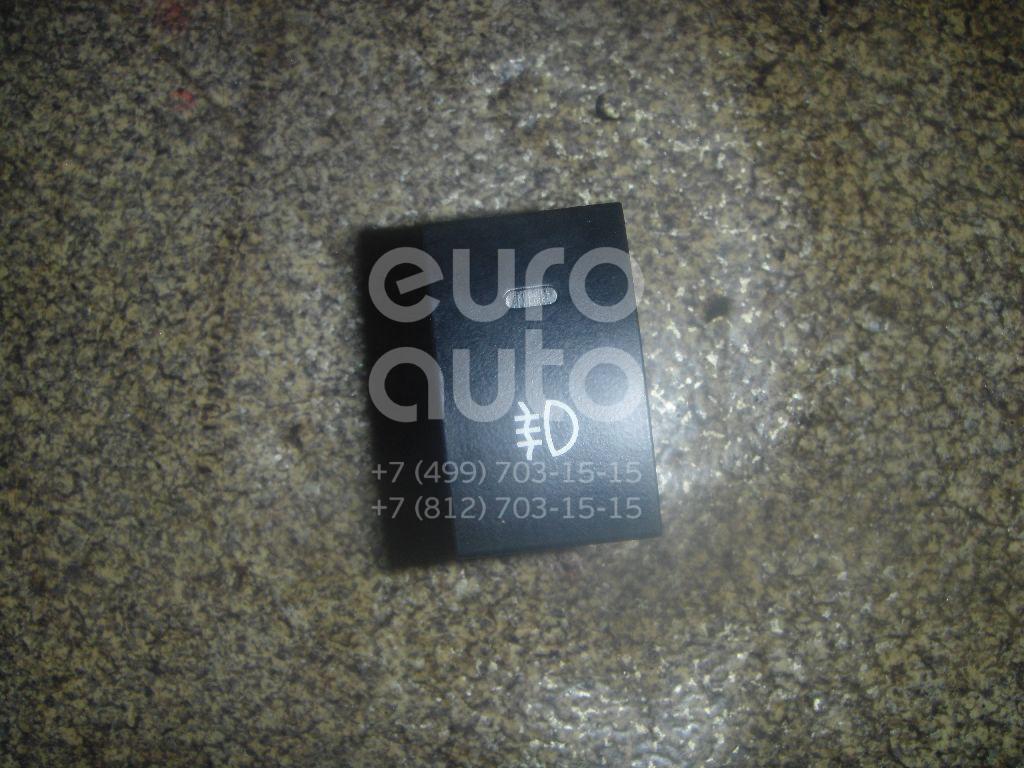 euro
auto
+7 (499) 703-15-15
+7 (812) 703-15-15